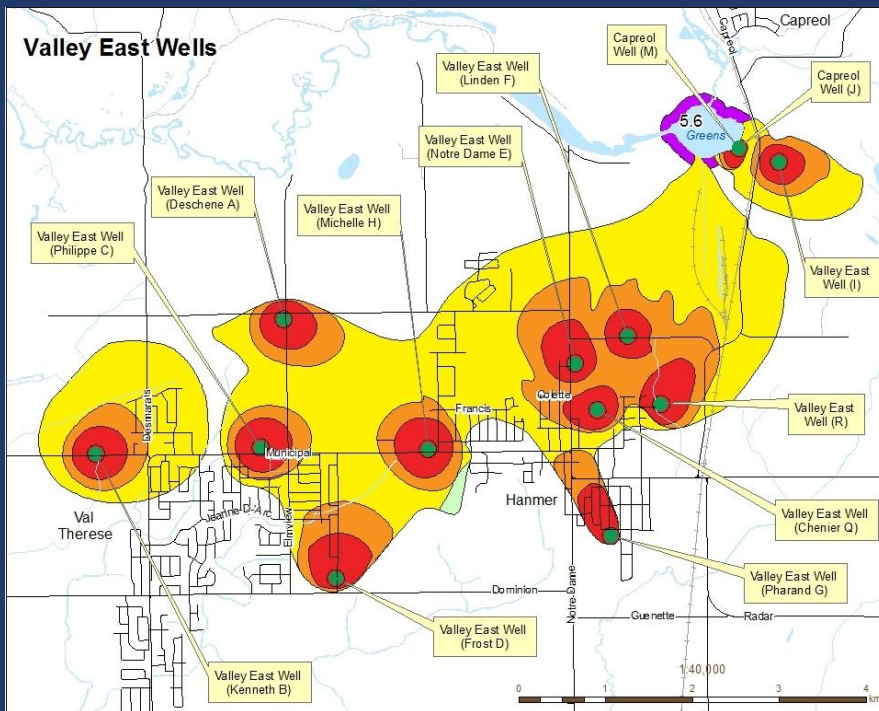 Valley East Wells
Capreol
Capreol
Well (M)
Capreol
Valley East Well
(Linden F)
Capreol
Well (J)
5.6
Greens
Valley East Well
(Notre Dame E)
Valley East Well
(Deschene A)
Valley East Well
(Michelle H)
Valley East Well
(Philippe C)
Valley East
Well (I)
Desmarais
Colette
Francis
Valley East
Well (R)
Municipal
Hanmer
Val
Therese
Jeanne-D'Arc
Elmview
Valley East
Well
(Chenier Q)
Valley East Well
(Pharand G)
Dominion
Notre-Dame
Guenette
Radar
Valley East Well
(Frost D)
Valley East Well
(Kenneth B)
1:40,000
0 1 2 3 4
km